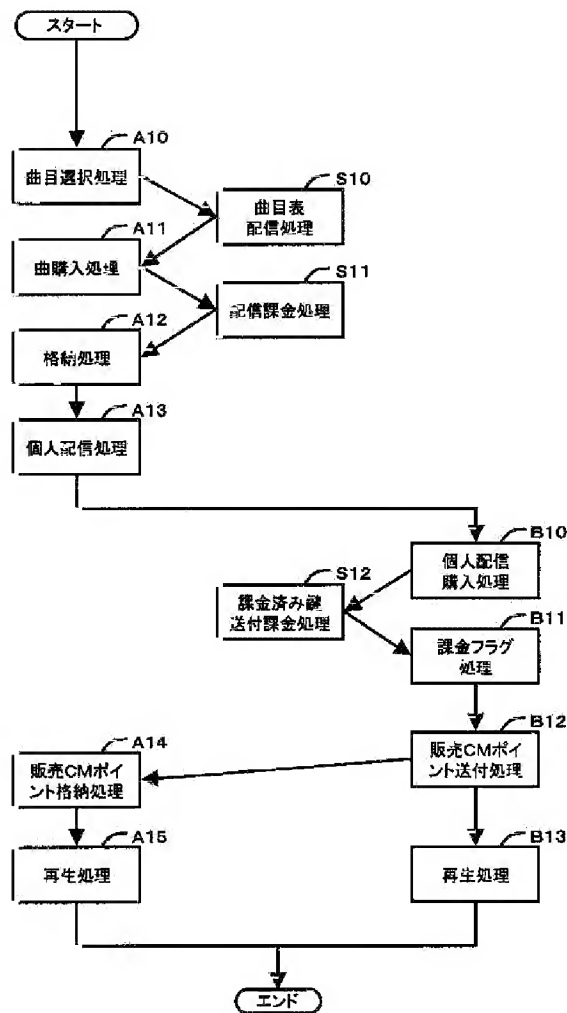 スタート
A10
曲目選択処理
S10
曲目表
配信処理
A11
曲購入処理
S11
配信課金処理
A12
格納処理
A13
個人配信処理
B10
個人配信
購入処理
S12
課金済み鍵
送付課金処理
B11
課金フラグ
処理
B12
販売CMポイ
ント送付処理
A14
販売CMポイ
ント格納処理
A15
再生処理
B13
再生処理
エンド